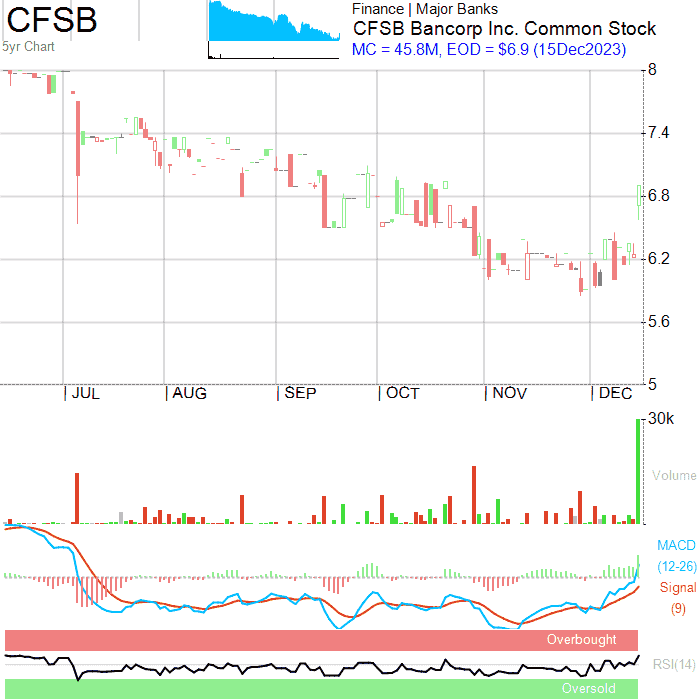 CFSB
5yr Chart
Finance | Major Banks
CFSB Bancorp Inc. Common Stock
MC = 45.8M, EOD = $6.9 (15Dec2023)
8
7.4
6.8
6.2
5.6
5
| JUL | AUG | SEP | OCT | NOV | DEC
30k
Volume
MACD
(12-26)
Signal
(9)
Overbought
RSI(14)
Oversold